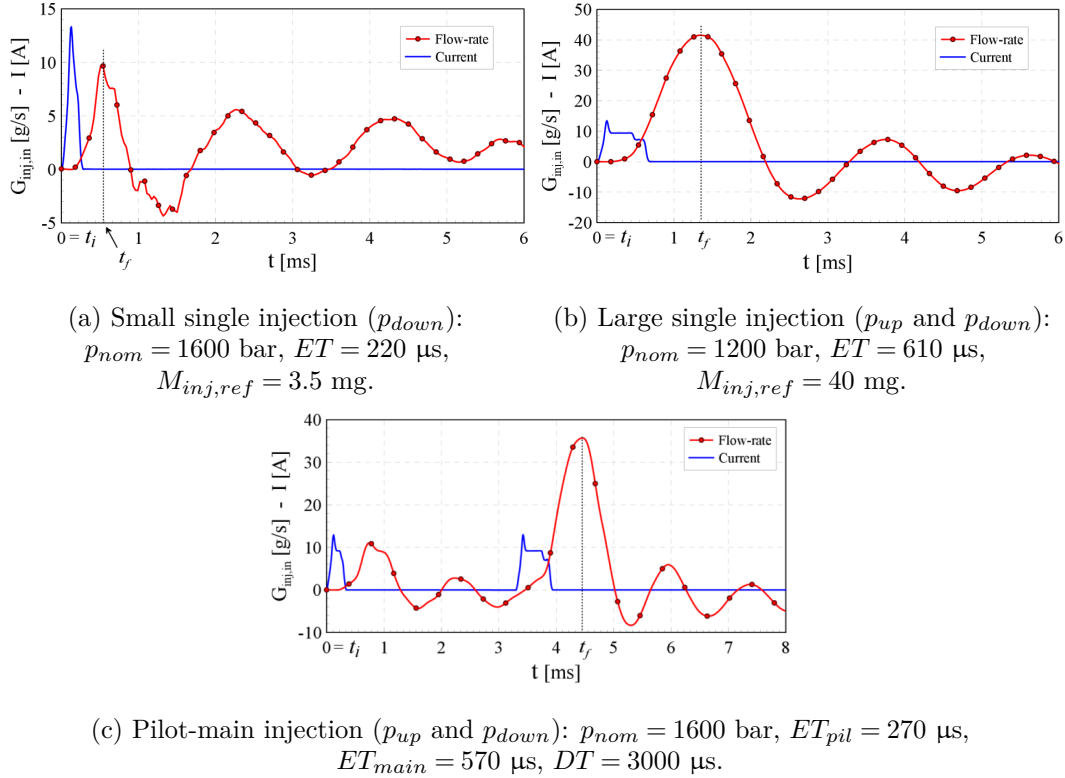 15
10
5
0
-5
G_inj,in [g/s] - I [A]
Flow-rate
Current
0 = t_i
t_f
1
2
3
4
5
6
t [ms]
50
40
30
20
10
0
-10
-20
G_inj,in [g/s] - I [A]
Flow-rate
Current
0 = t_i
1
t_f
2
3
4
5
6
t [ms]
(a) Small single injection (p_down):
p_nom = 1600 bar, ET = 220 µs,
M_inj,ref = 3.5 mg.
(b) Large single injection (p_up and p_down):
p_nom = 1200 bar, ET = 610 µs,
M_inj,ref = 40 mg.
40
30
20
10
0
-10
G_inj,in [g/s] - I [A]
Flow-rate
Current
0 = t_i
1
2
3
4
t_f
5
6
7
8
t [ms]
(c) Pilot-main injection (p_up and p_down): p_nom = 1600 bar, ET_pil = 270 µs,
ET_main = 570 µs, DT = 3000 µs.